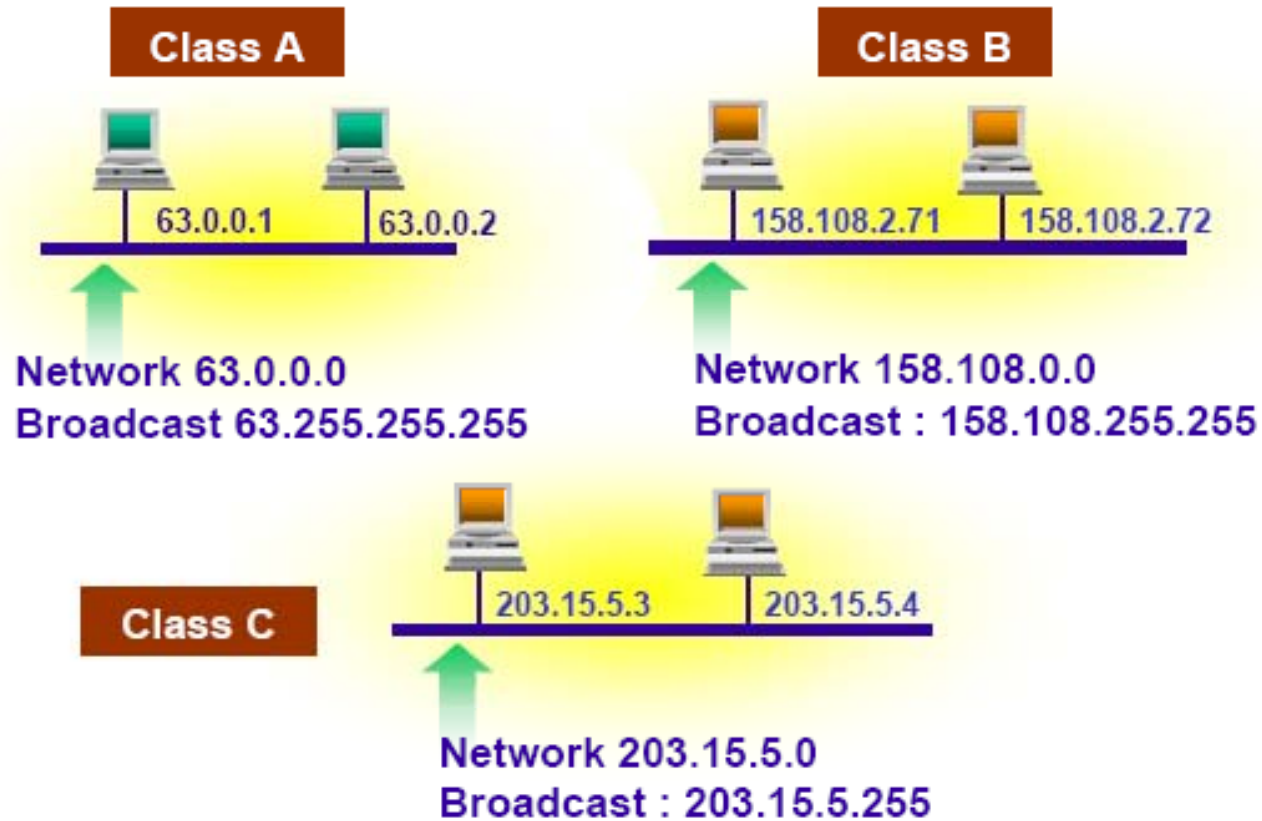 Class A
63.0.0.1
63.0.0.2
Network 63.0.0.0
Broadcast 63.255.255.255
Class B
158.108.2.71
158.108.2.72
Network 158.108.0.0
Broadcast : 158.108.255.255
Class C
203.15.5.3
203.15.5.4
Network 203.15.5.0
Broadcast : 203.15.5.255